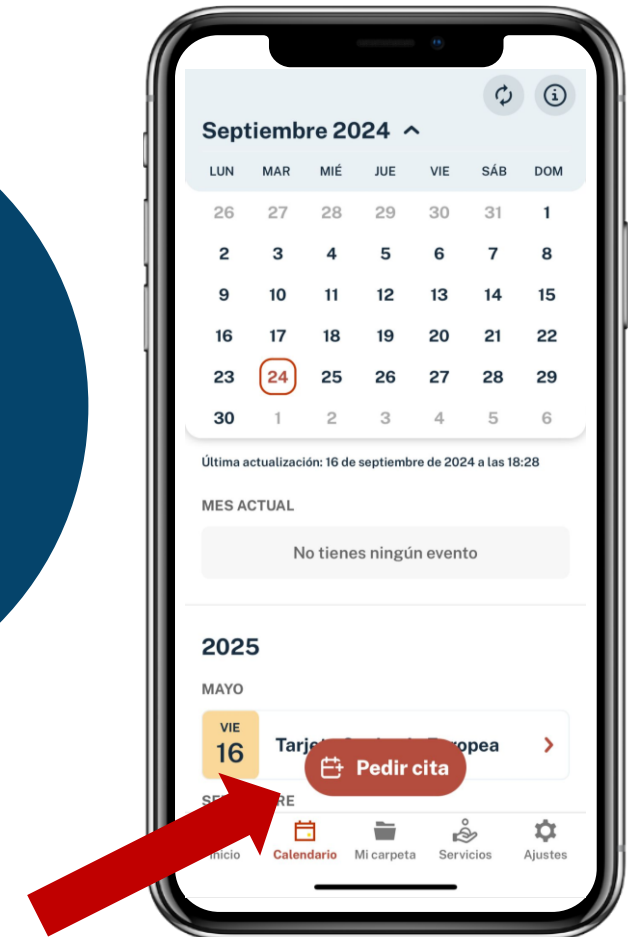 Septiembre 2024
LUN MAR MIÉ JUE VIE SÁB DOM
26 27 28 29 30 31 1
2 3 4 5 6 7 8
9 10 11 12 13 14 15
16 17 18 19 20 21 22
23 24 25 26 27 28 29
30 1 2 3 4 5 6
Última actualización: 16 de septiembre de 2024 a las 18:28
MES ACTUAL
No tienes ningún evento
2025
MAYO
VIE
16
Pedir cita
Inicio Calendario Mi carpeta Servicios Ajustes